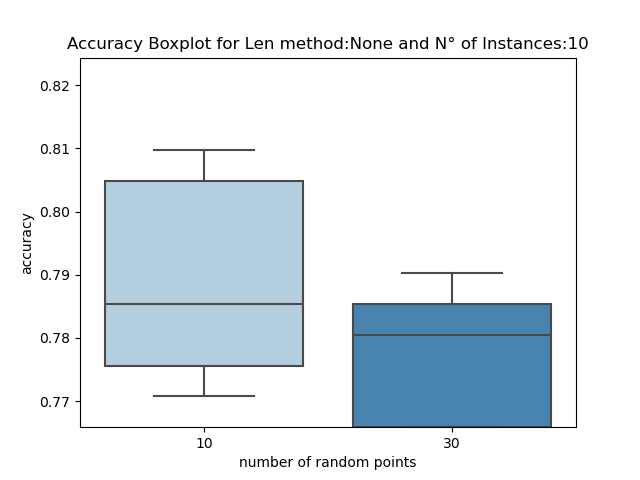 Accuracy Boxplot for Len method:None and N° of Instances:10
0.82
0.81
0.80
0.79
0.78
0.77
accuracy
10 30
number of random points